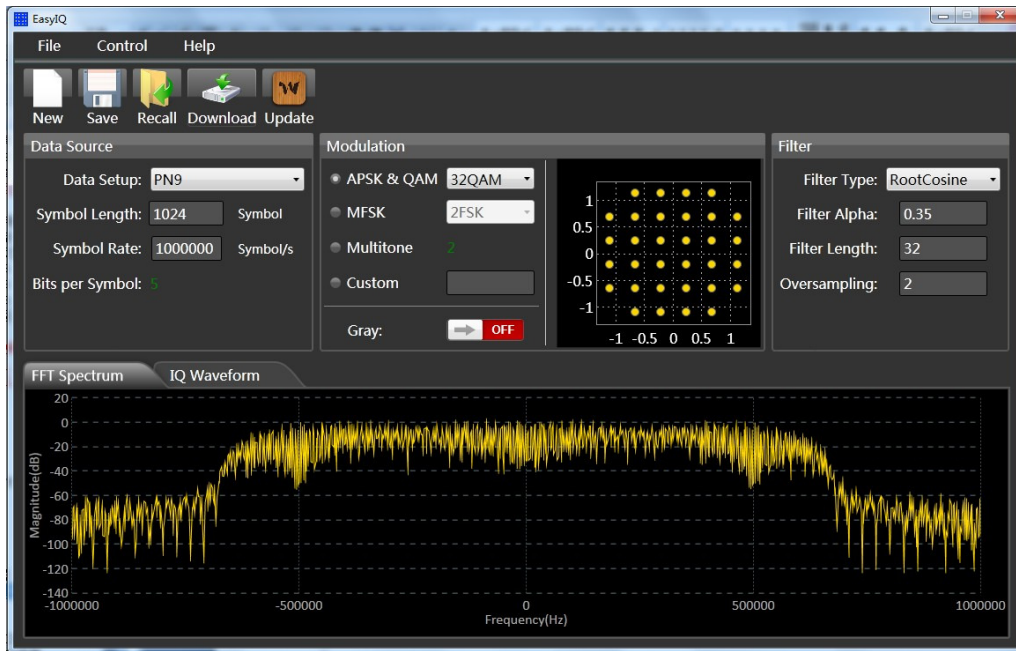 EasyIQ
File Control Help
New Save Recall Download Update
Data Source
Data Setup: PN9
Symbol Length: 1024 Symbol
Symbol Rate: 1000000 Symbol/s
Bits per Symbol: 5
Modulation
APSK & QAM 32QAM
MFSK 2FSK
Multitone 2
Custom
Gray: OFF
1
0.5
0
-0.5
-1
-1 -0.5 0 0.5 1
Filter
Filter Type: RootCosine
Filter Alpha: 0.35
Filter Length: 32
Oversampling: 2
FFT Spectrum IQ Waveform
Magnitude(dB)
20
0
-20
-40
-60
-80
-100
-120
-140
-1000000 -500000 0 500000 1000000
Frequency(Hz)